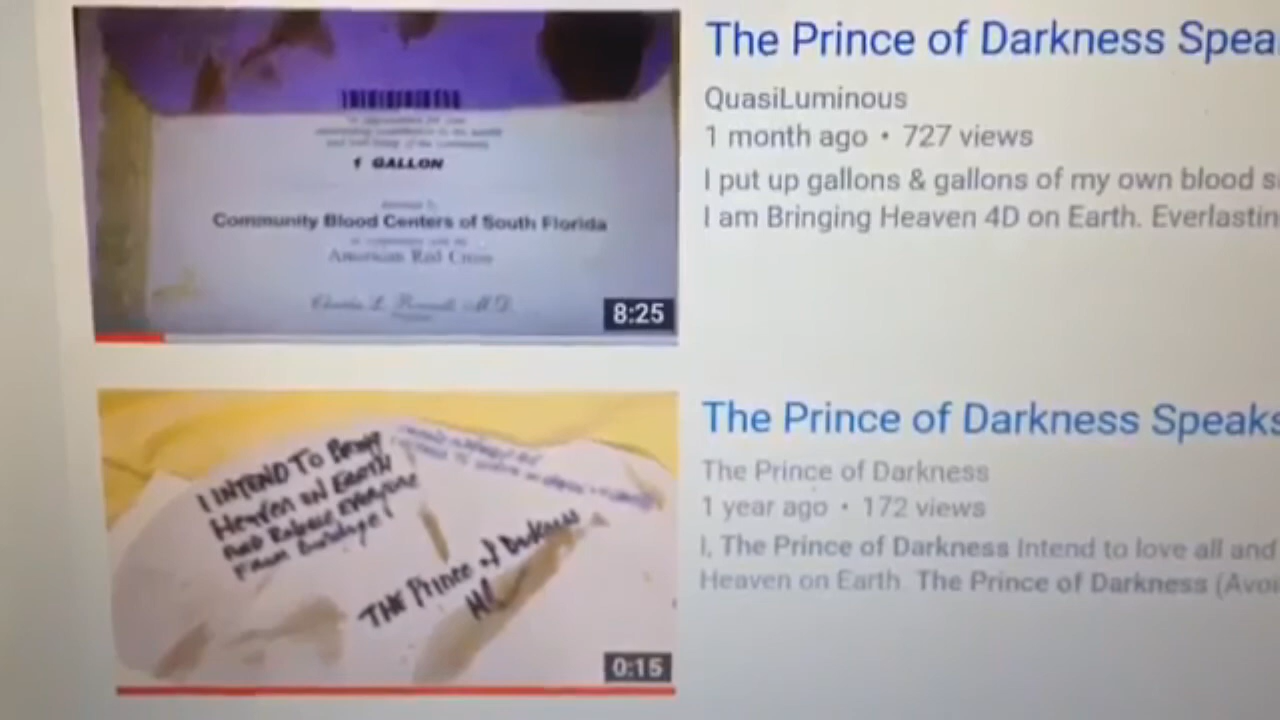 The Prince of Darkness Spea
QuasiLuminous
1 month ago • 727 views
I put up gallons & gallons of my own blood s
I am Bringing Heaven 4D on Earth. Everlastin
1 GALLON
Community Blood Centers of South Florida
American Red Cross
8:25
The Prince of Darkness Speaks
The Prince of Darkness
1 year ago • 172 views
I, The Prince of Darkness Intend to love all and
Heaven on Earth The Prince of Darkness (Avoi
I INTEND TO BRING
HEAVEN ON EARTH
AND Release Everyone
From Bondage!
THE PRINCE of DARKNESS
0:15